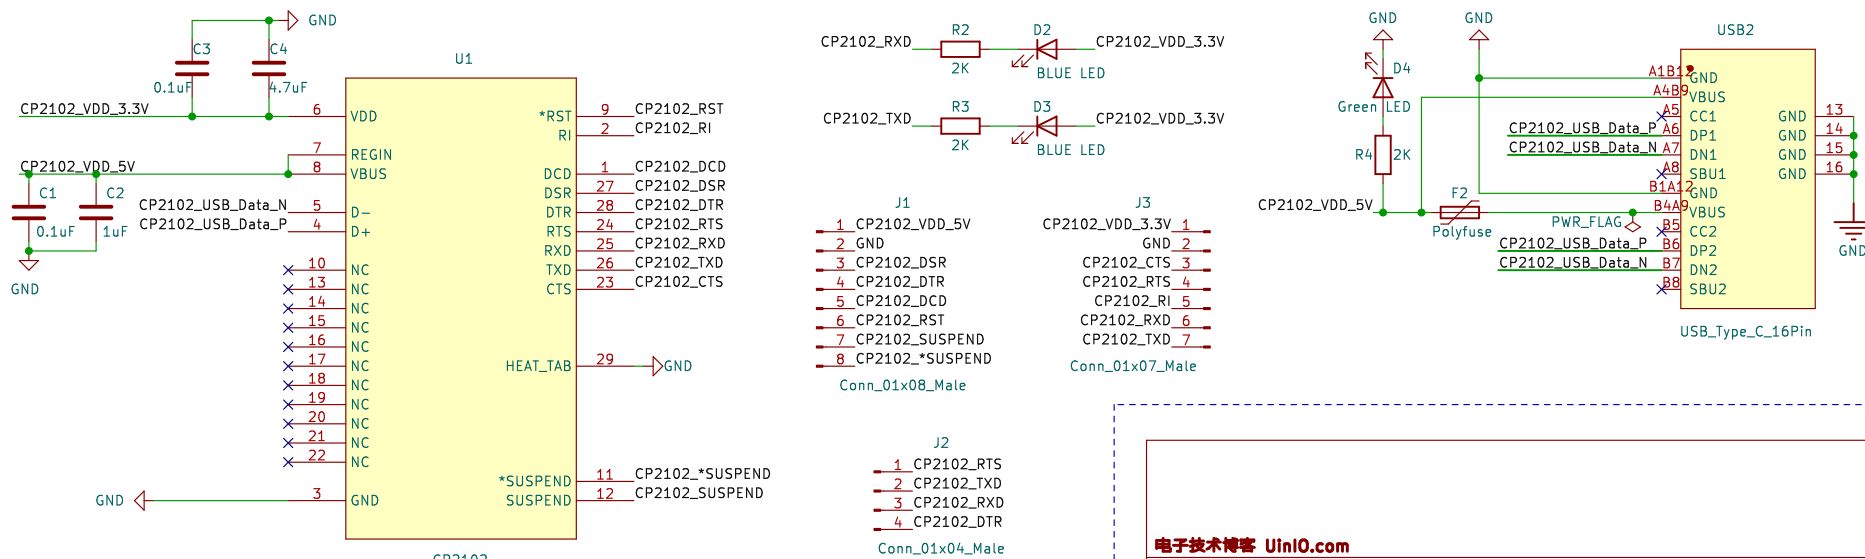 GND
C3
0.1uF
C4
4.7uF
CP2102_VDD_3.3V
CP2102_VDD_5V
C1
0.1uF
C2
1uF
GND
CP2102_USB_Data_N
CP2102_USB_Data_P
GND
U1
6 VDD
7 REGIN
8 VBUS
5 D-
4 D+
10 NC
13 NC
14 NC
15 NC
16 NC
17 NC
18 NC
19 NC
20 NC
21 NC
22 NC
3 GND
*RST 9 CP2102_RST
RI 2 CP2102_RI
DCD 1 CP2102_DCD
DSR 27 CP2102_DSR
DTR 28 CP2102_DTR
RTS 24 CP2102_RTS
RXD 25 CP2102_RXD
TXD 26 CP2102_TXD
CTS 23 CP2102_CTS
HEAT_TAB 29 GND
*SUSPEND 11 CP2102_*SUSPEND
SUSPEND 12 CP2102_SUSPEND
CP2102_RXD
R2
2K
D2
BLUE LED
CP2102_VDD_3.3V
CP2102_TXD
R3
2K
D3
BLUE LED
CP2102_VDD_3.3V
J1
1 CP2102_VDD_5V
2 GND
3 CP2102_DSR
4 CP2102_DTR
5 CP2102_DCD
6 CP2102_RST
7 CP2102_SUSPEND
8 CP2102_*SUSPEND
Conn_01x08_Male
J3
CP2102_VDD_3.3V 1
GND 2
CP2102_CTS 3
CP2102_RTS 4
CP2102_RI 5
CP2102_RXD 6
CP2102_TXD 7
Conn_01x07_Male
J2
1 CP2102_RTS
2 CP2102_TXD
3 CP2102_RXD
4 CP2102_DTR
Conn_01x04_Male
GND
D4
Green LED
R4 2K
GND
CP2102_VDD_5V
F2
Polyfuse
PWR_FLAG
CP2102_USB_Data_P
CP2102_USB_Data_N
CP2102_USB_Data_P
CP2102_USB_Data_N
USB2
A1B12 GND
A4B9 VBUS
A5 CC1
A6 DP1
A7 DN1
A8 SBU1
B1A12 GND
B4A9 VBUS
B5 CC2
B6 DP2
B7 DN2
B8 SBU2
GND 13
GND 14
GND 15
GND 16
GND
USB_Type_C_16Pin
电子技术博客 UinIO.com